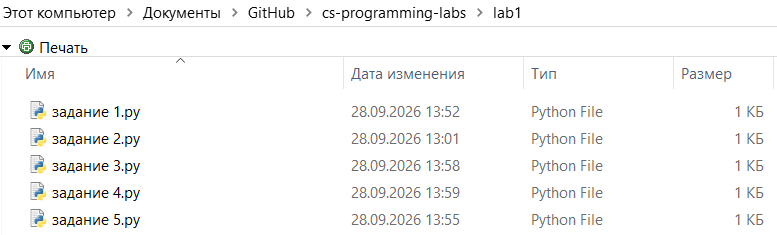 Этот компьютер > Документы > GitHub > cs-programming-labs > lab1
Печать
Имя Дата изменения Тип Размер
задание 1.py 28.09.2026 13:52 Python File 1 КБ
задание 2.py 28.09.2026 13:01 Python File 1 КБ
задание 3.py 28.09.2026 13:58 Python File 1 КБ
задание 4.py 28.09.2026 13:59 Python File 1 КБ
задание 5.py 28.09.2026 13:55 Python File 1 КБ